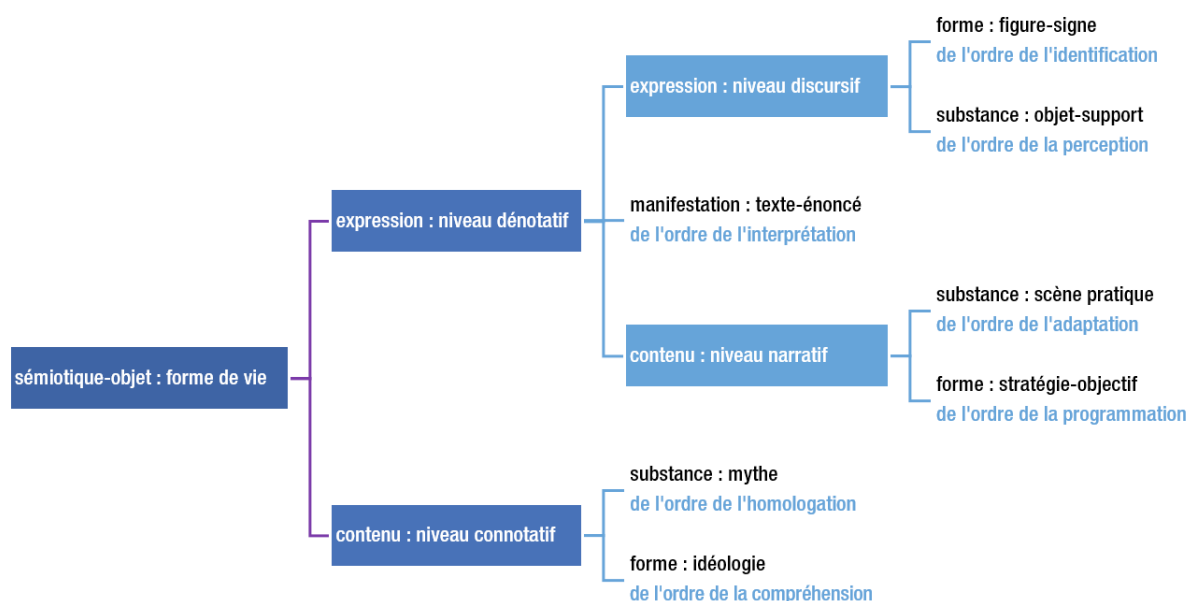 forme : figure-signe
de l'ordre de l'identification
expression : niveau discursif
substance : objet-support
de l'ordre de la perception
expression : niveau dénotatif
manifestation : texte-énoncé
de l'ordre de l'interprétation
substance : scène pratique
de l'ordre de l'adaptation
contenu : niveau narratif
forme : stratégie-objectif
de l'ordre de la programmation
sémiotique-objet : forme de vie
substance : mythe
de l'ordre de l'homologation
contenu : niveau connotatif
forme : idéologie
de l'ordre de la compréhension